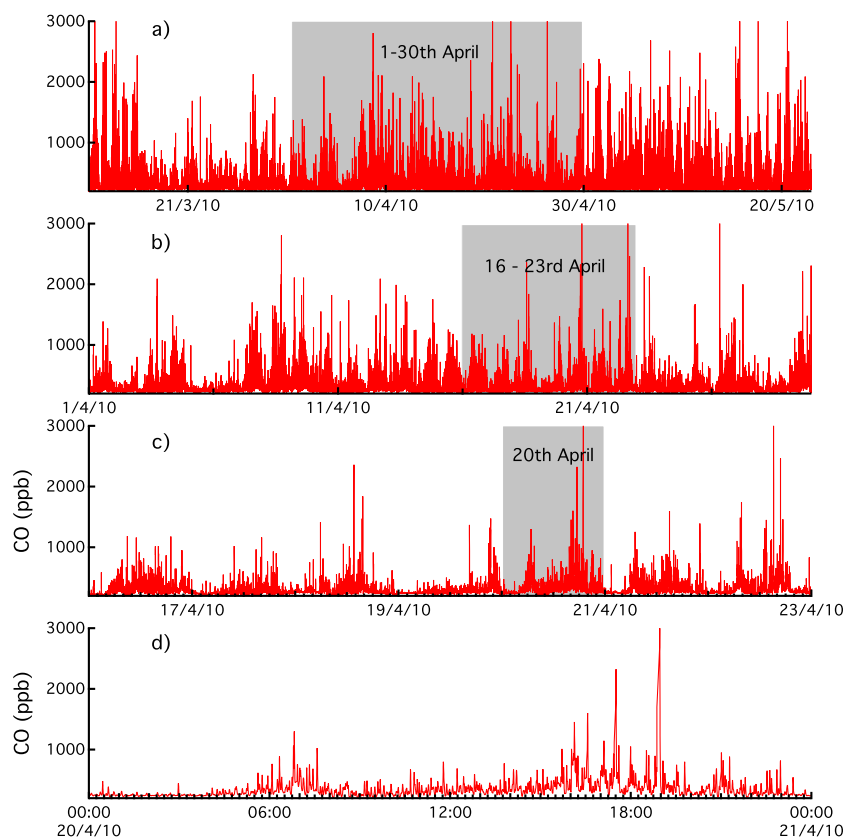 3000
a)
1-30th April
2000
1000
21/3/10 10/4/10 30/4/10 20/5/10
3000
b)
16 - 23rd April
2000
1000
1/4/10 11/4/10 21/4/10
3000
c)
20th April
2000
CO (ppb)
1000
17/4/10 19/4/10 21/4/10 23/4/10
3000
d)
2000
CO (ppb)
1000
00:00 06:00 12:00 18:00 00:00
20/4/10 21/4/10